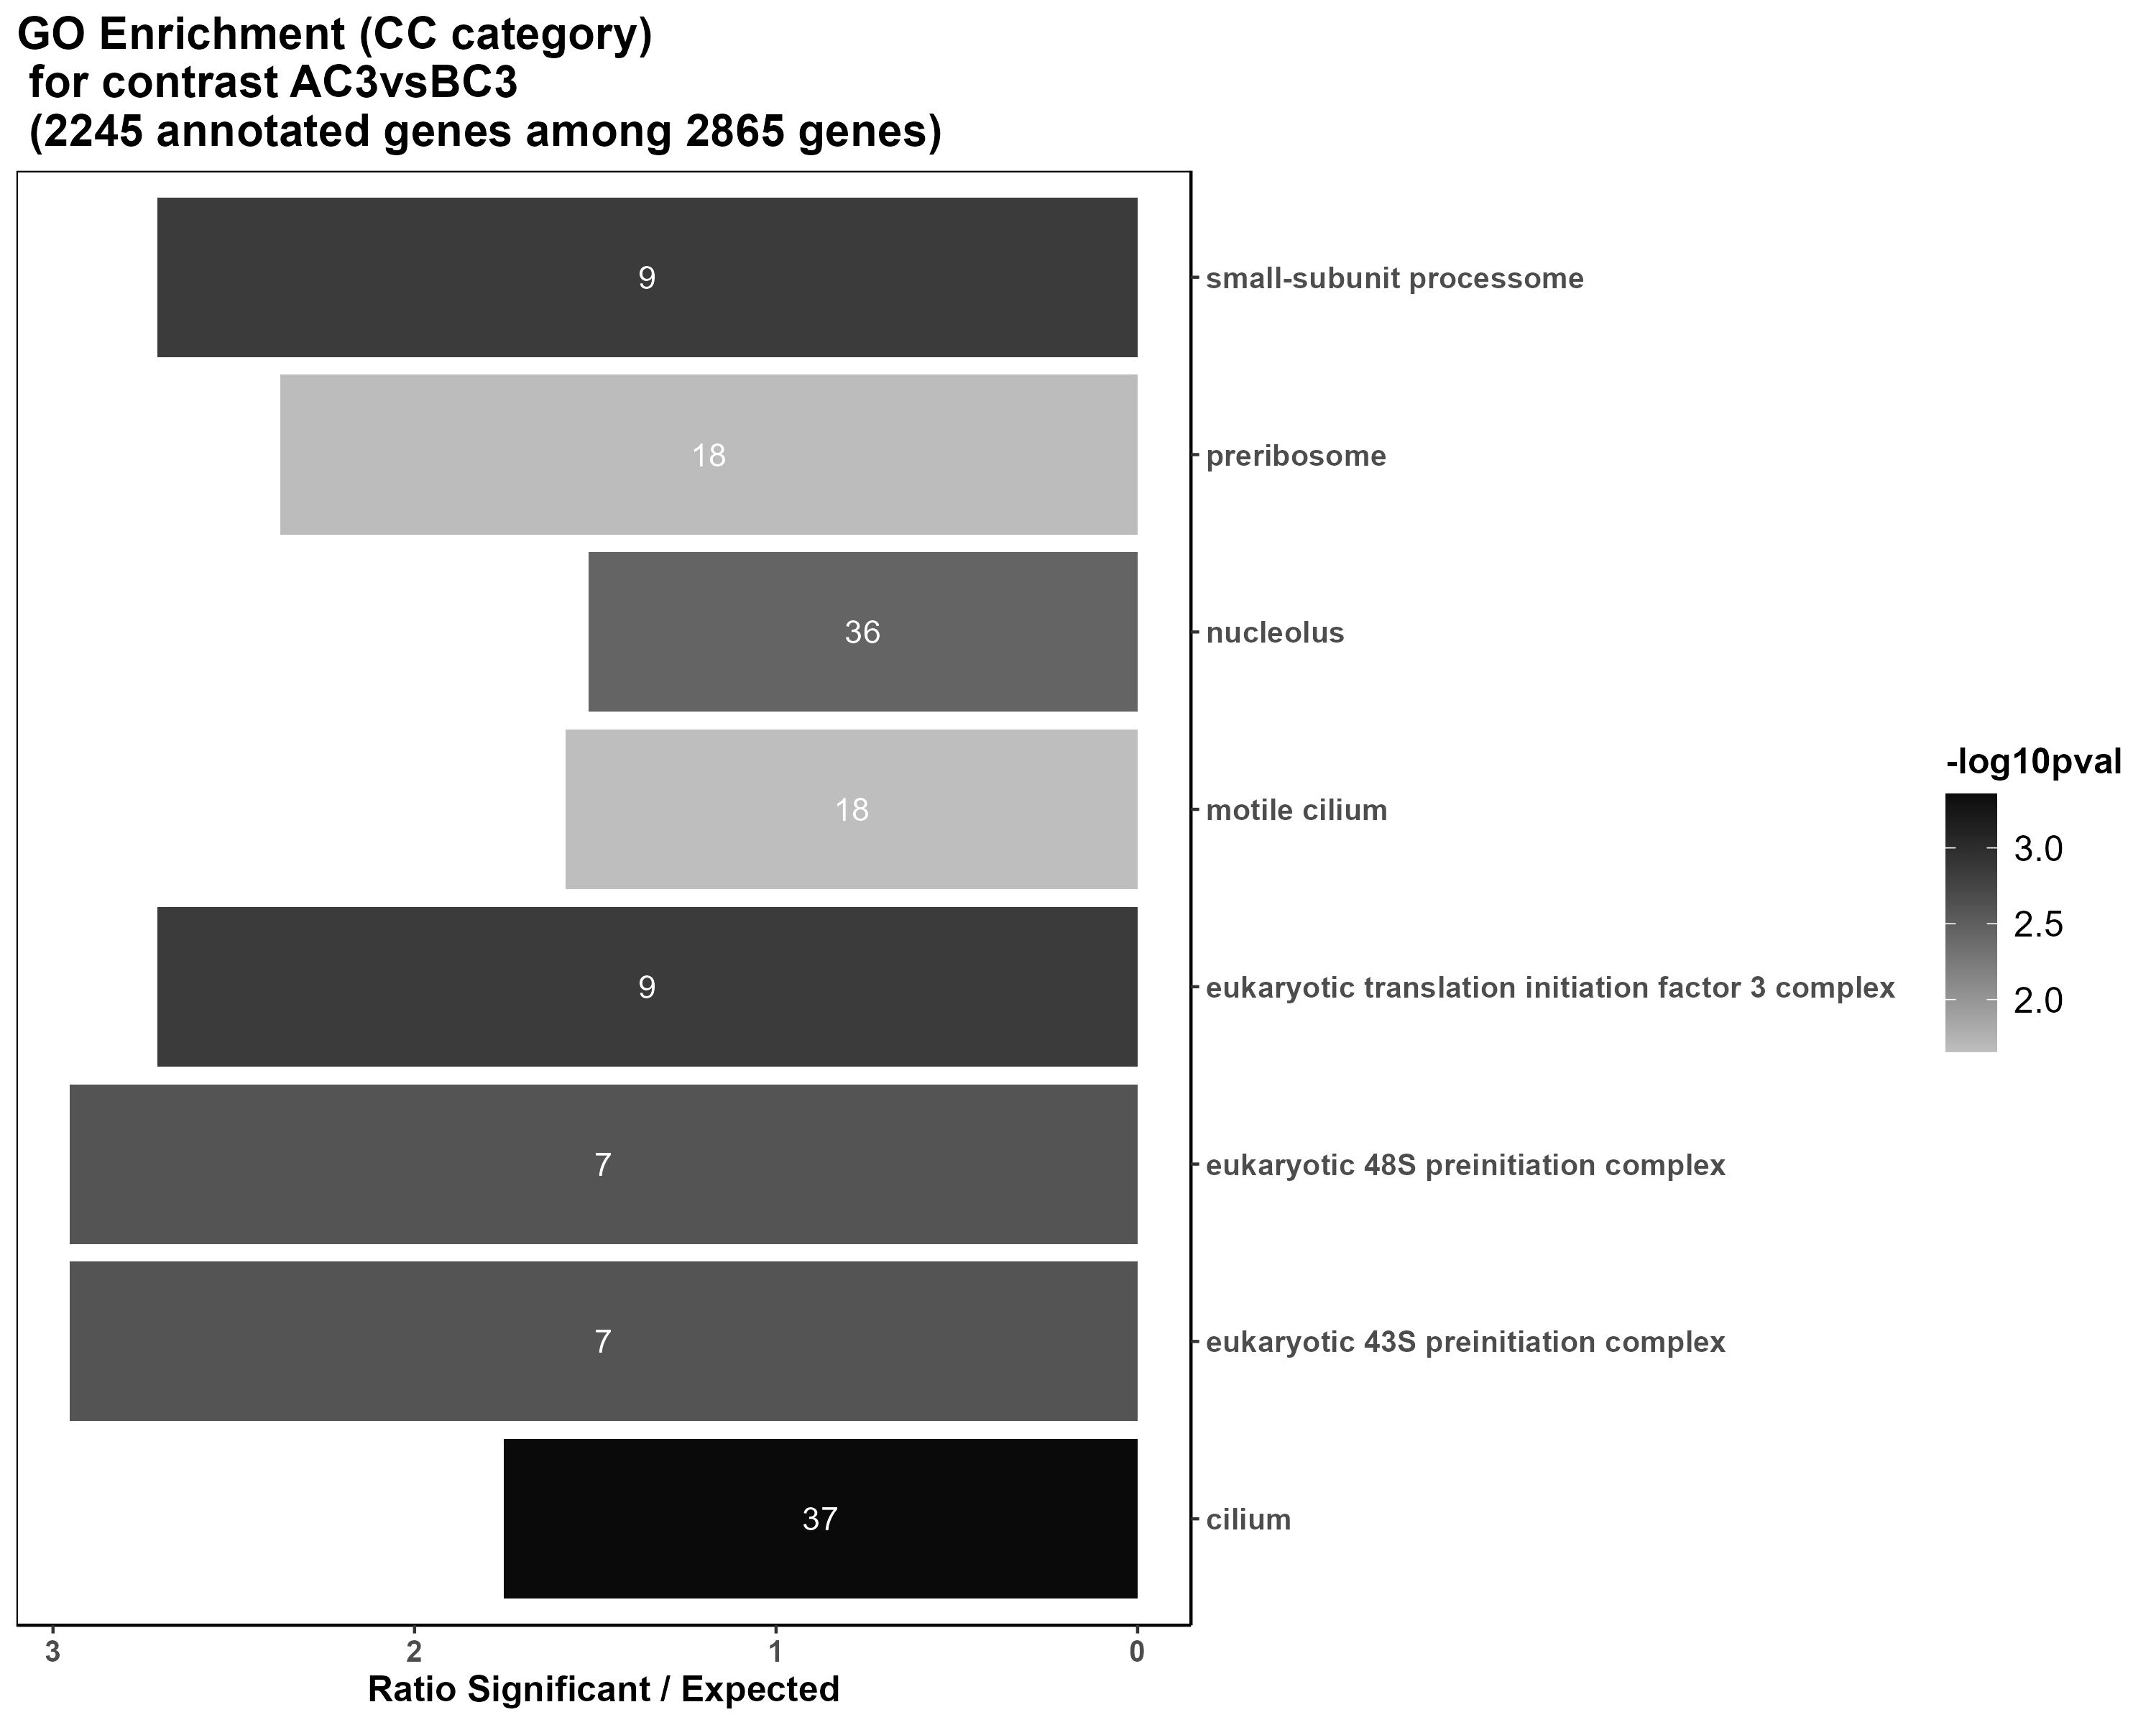 GO Enrichment (CC category)
for contrast AC3vsBC3
(2245 annotated genes among 2865 genes)
9
small-subunit processome
18
preribosome
36
nucleolus
18
motile cilium
9
eukaryotic translation initiation factor 3 complex
7
eukaryotic 48S preinitiation complex
7
eukaryotic 43S preinitiation complex
37
cilium
3 2 1 0
Ratio Significant / Expected
-log10pval
3.0
2.5
2.0